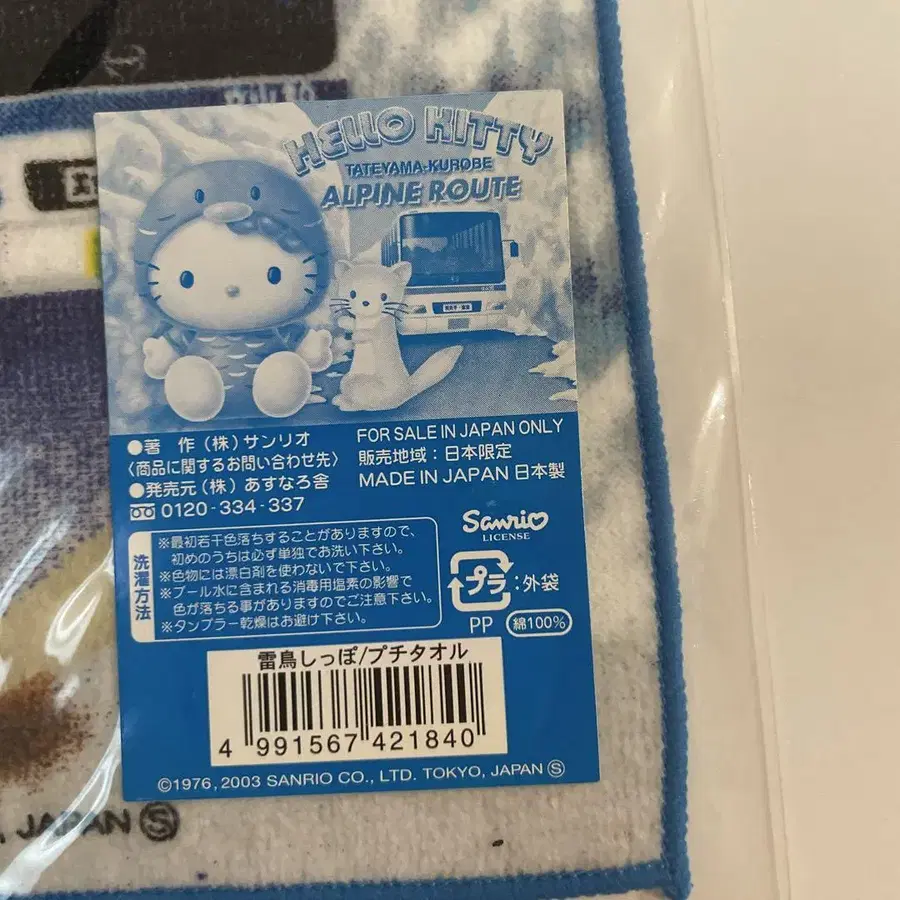 HELLO KITTY
TATEYAMA-KUROBE
ALPINE ROUTE
●著 作(株)サンリオ
〈商品に関するお問い合わせ先〉
●発売元(株)あすなろ舎
0120-334-337
FOR SALE IN JAPAN ONLY
販売地域:日本限定
MADE IN JAPAN 日本製
洗濯方法
※最初若干色落ちすることがありますので、
初めのうちは必ず単独でお洗い下さい。
※色物には漂白剤を使わないで下さい。
※プール水に含まれる消毒用塩素の影響で
色が落ちる事がありますのでご注意下さい。
※タンブラー乾燥はお避け下さい。
Sanrio
LICENSE
プラ:外袋
PP 綿100%
雷鳥しっぽ/プチタオル
4 991567 421840
©1976, 2003 SANRIO CO., LTD. TOKYO, JAPAN Ⓢ
JAPAN Ⓢ